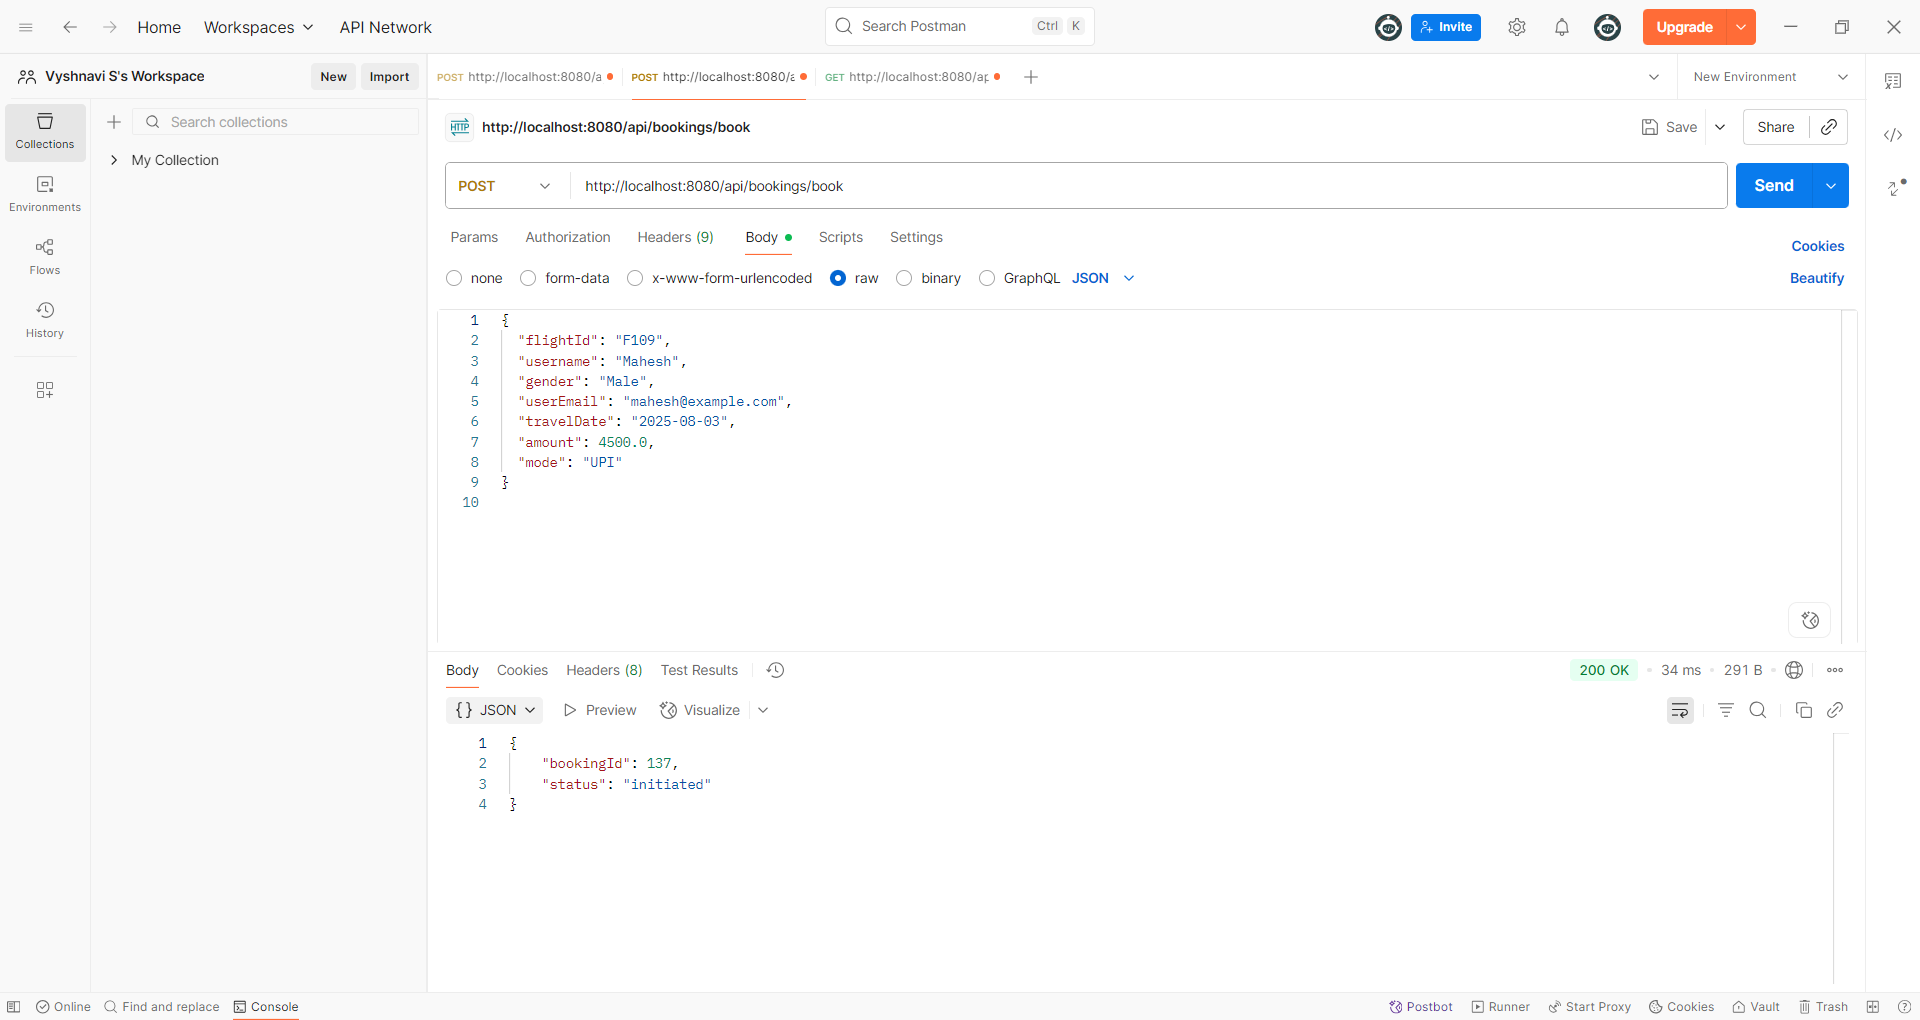 Home Workspaces API Network Search Postman Ctrl K Invite Upgrade
Vyshnavi S's Workspace New Import
POST http://localhost:8080/a POST http://localhost:8080/a GET http://localhost:8080/ap New Environment
Collections
Environments
Flows
History
Search collections
My Collection
HTTP http://localhost:8080/api/bookings/book Save Share
POST http://localhost:8080/api/bookings/book Send
Params Authorization Headers (9) Body Scripts Settings Cookies
none form-data x-www-form-urlencoded raw binary GraphQL JSON Beautify
1 {
2 "flightId": "F109",
3 "username": "Mahesh",
4 "gender": "Male",
5 "userEmail": "mahesh@example.com",
6 "travelDate": "2025-08-03",
7 "amount": 4500.0,
8 "mode": "UPI"
9 }
10
Body Cookies Headers (8) Test Results 200 OK 34 ms 291 B
{} JSON Preview Visualize
1 {
2 "bookingId": 137,
3 "status": "initiated"
4 }
Online Find and replace Console Postbot Runner Start Proxy Cookies Vault Trash